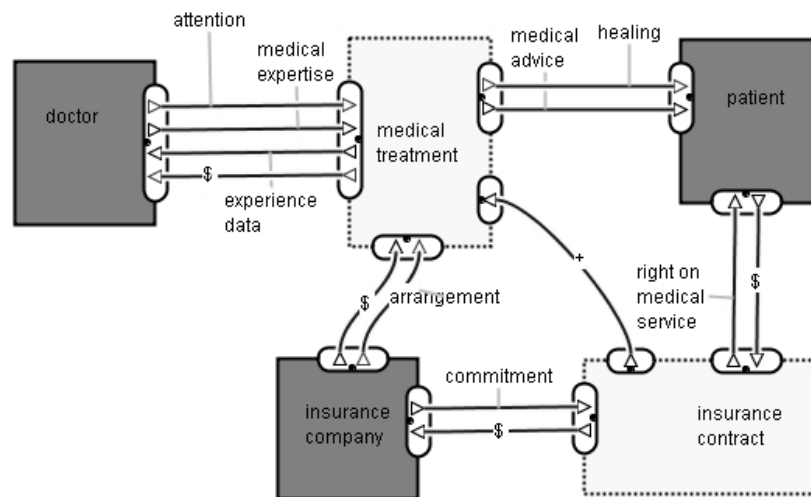 attention
medical
expertise
medical
advice
healing
doctor
medical
treatment
patient
$
experience
data
+
right on
medical
service
$
$
arrangement
commitment
insurance
company
$
insurance
contract